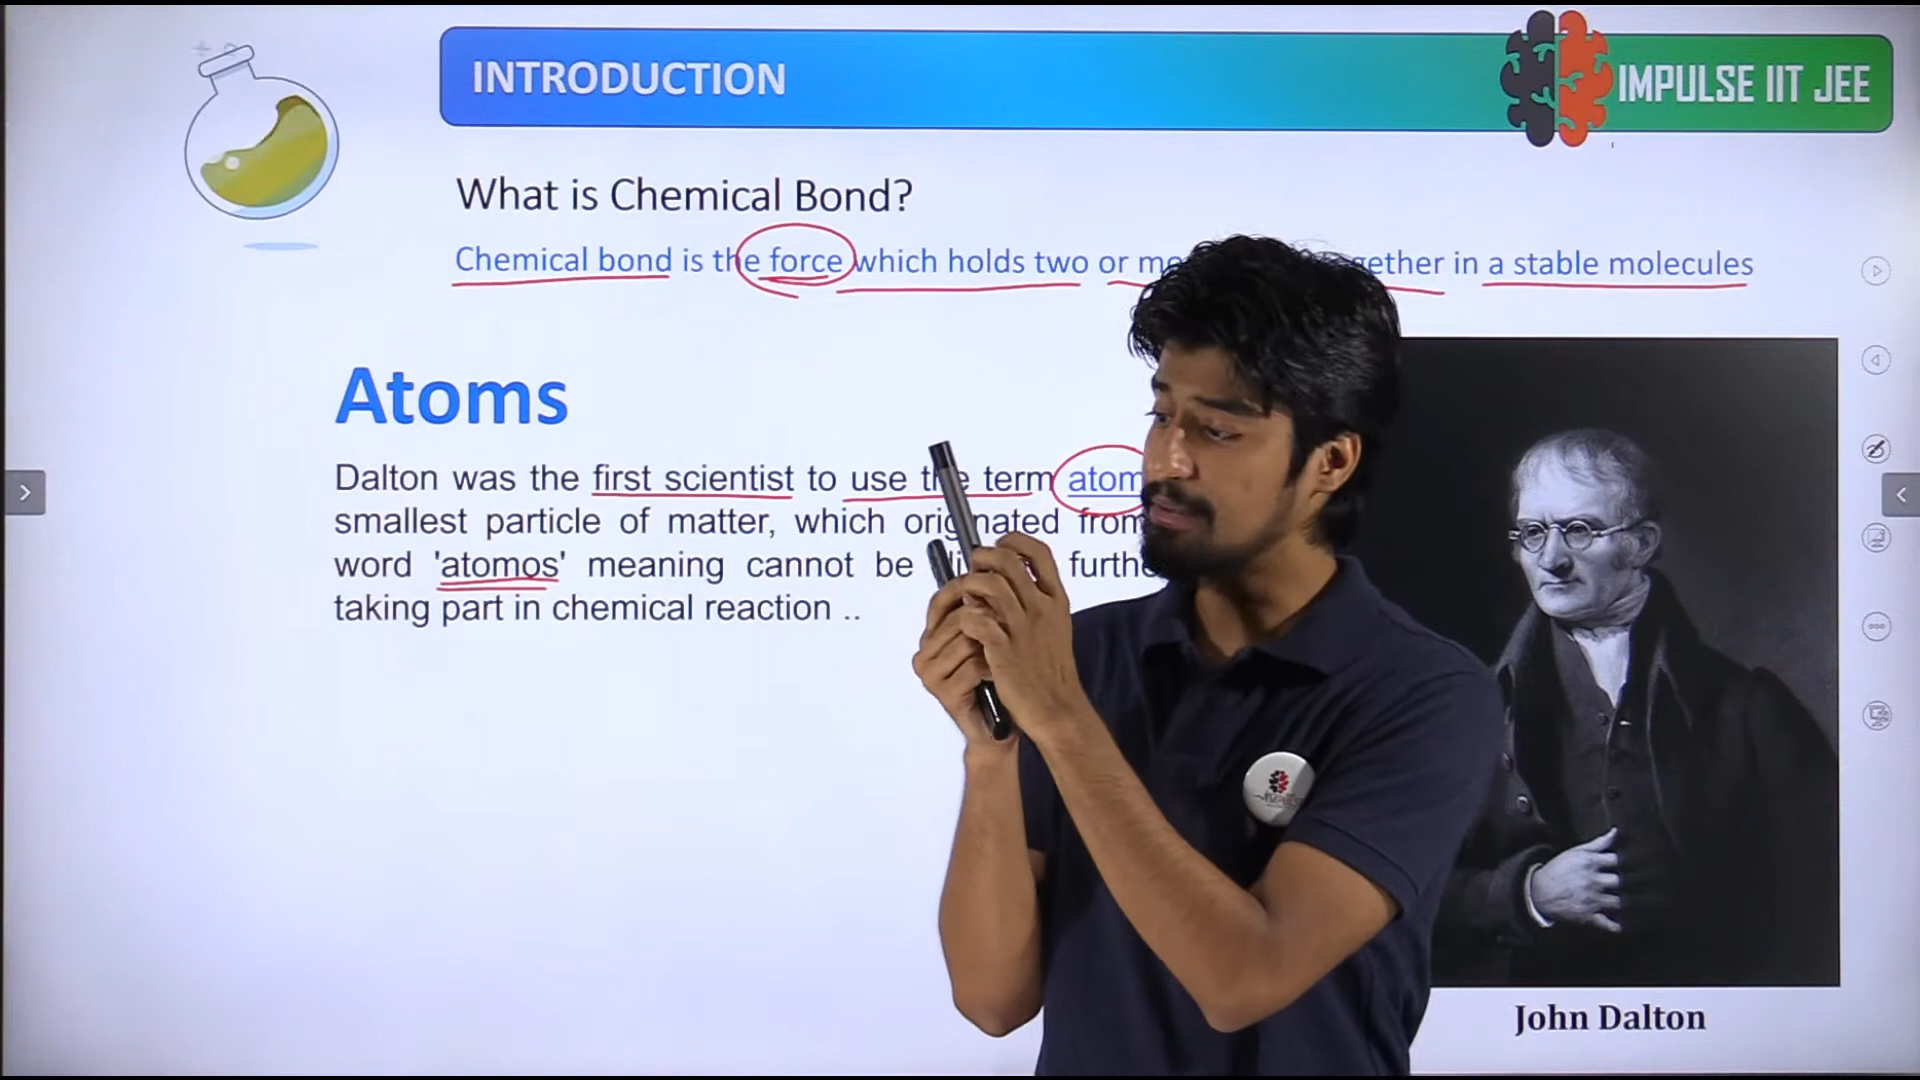 INTRODUCTION
IMPULSE IIT JEE
What is Chemical Bond?
Chemical bond is the force which holds two or together in a stable molecules
Atoms
Dalton was the first scientist to use the term atom
smallest particle of matter, which originated from
word 'atomos' meaning cannot be
taking part in chemical reaction ..
John Dalton